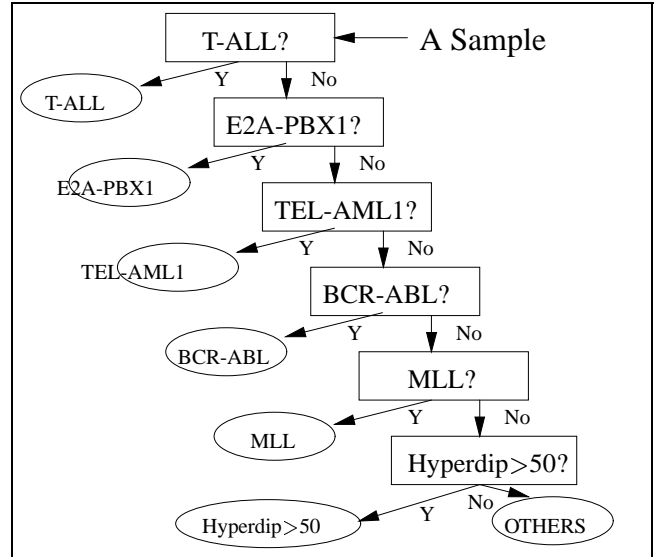 T-ALL?
A Sample
Y
No
T-ALL
E2A-PBX1?
Y
No
E2A-PBX1
TEL-AML1?
Y
No
TEL-AML1
BCR-ABL?
Y
No
BCR-ABL
MLL?
Y
No
MLL
Hyperdip>50?
Y
No
Hyperdip>50
OTHERS